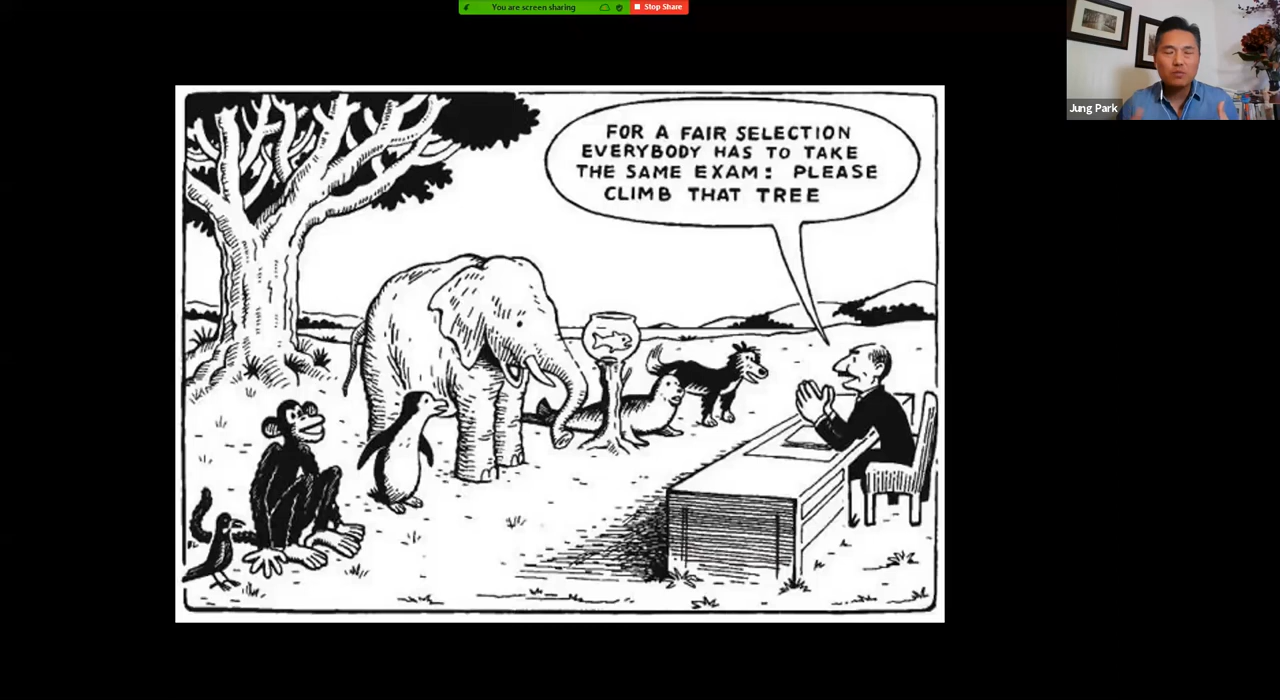 You are screen sharing
Stop Share
Jung Park
FOR A FAIR SELECTION
EVERYBODY HAS TO TAKE
THE SAME EXAM: PLEASE
CLIMB THAT TREE